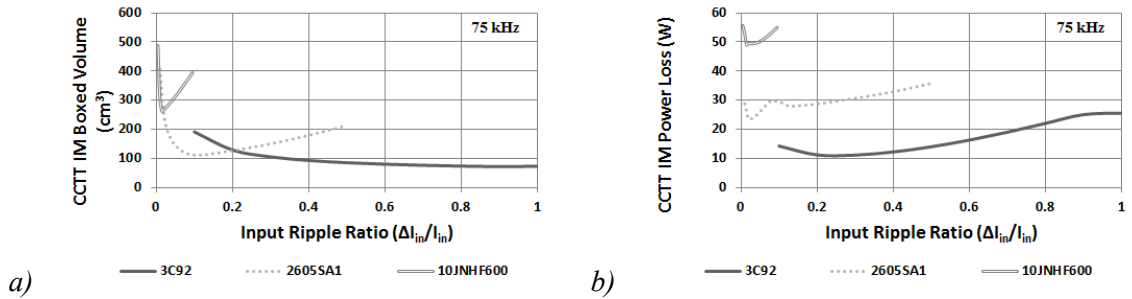 600
500
400
300
200
100
0
CCTT IM Boxed Volume
(cm³)
75 kHz
0 0.2 0.4 0.6 0.8 1
Input Ripple Ratio (ΔIin/Iin)
3C92 2605SA1 10JNHF600
a)
60
50
40
30
20
10
0
CCTT IM Power Loss (W)
75 kHz
0 0.2 0.4 0.6 0.8 1
Input Ripple Ratio (ΔIin/Iin)
3C92 2605SA1 10JNHF600
b)